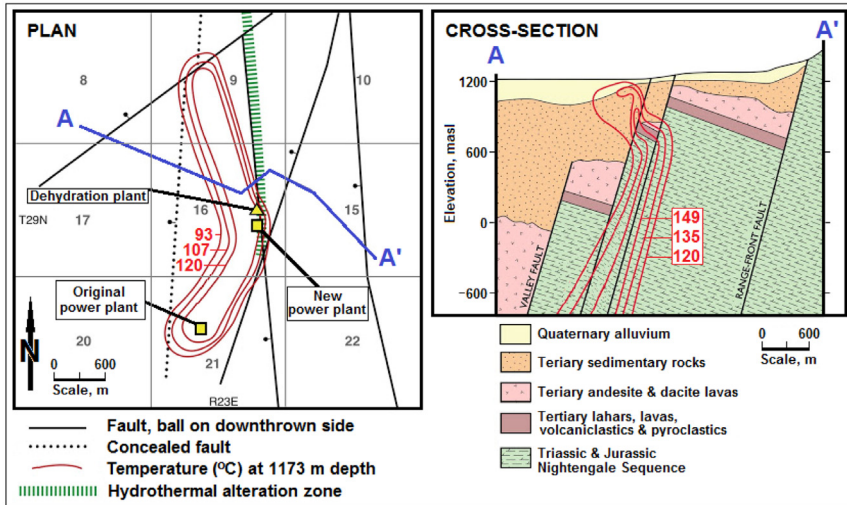 PLAN
8
9
10
A
Dehydration plant
T29N
17
16
15
93
107
120
A'
Original
power plant
New
power plant
N
20
21
22
0 600
Scale, m
R23E
Fault, ball on downthrown side
Concealed fault
Temperature (ºC) at 1173 m depth
Hydrothermal alteration zone
CROSS-SECTION
A
A'
Elevation, masl
1200
600
0
-600
149
135
120
VALLEY FAULT
RANGE-FRONT FAULT
Quaternary alluvium
Teriary sedimentary rocks
Teriary andesite & dacite lavas
Tertiary lahars, lavas,
volcaniclastics & pyroclastics
Triassic & Jurassic
Nightengale Sequence
0 600
Scale, m